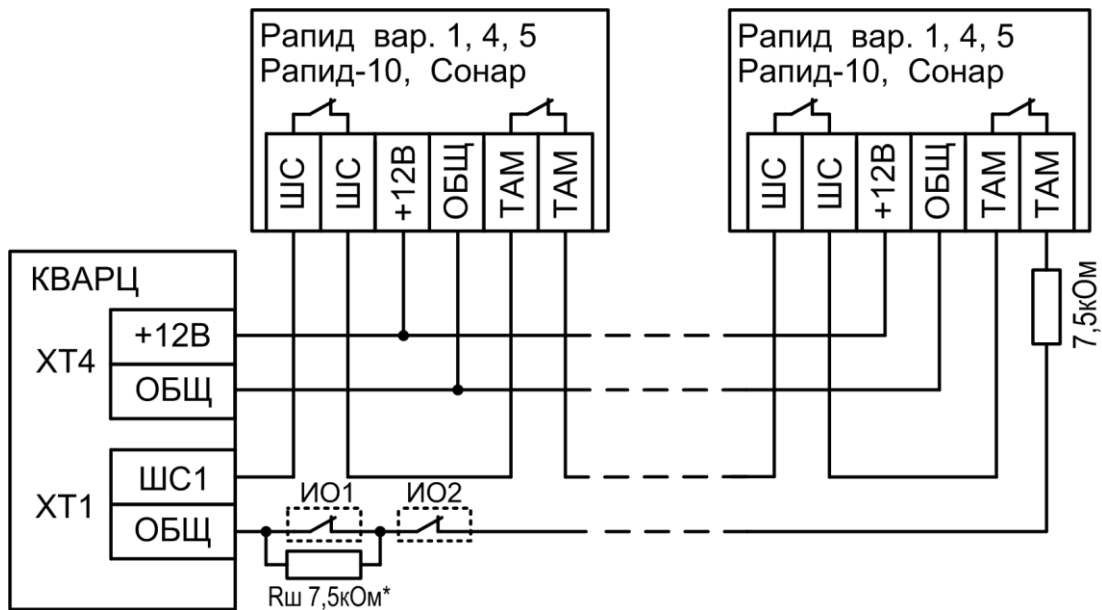 Рапид вар. 1, 4, 5
Рапид-10, Сонар
ШС
ШС
+12В
ОБЩ
ТАМ
ТАМ
Рапид вар. 1, 4, 5
Рапид-10, Сонар
ШС
ШС
+12В
ОБЩ
ТАМ
ТАМ
7,5кОм
КВАРЦ
ХТ4
+12В
ОБЩ
ХТ1
ШС1
ОБЩ
ИО1
ИО2
Rш 7,5кОм*